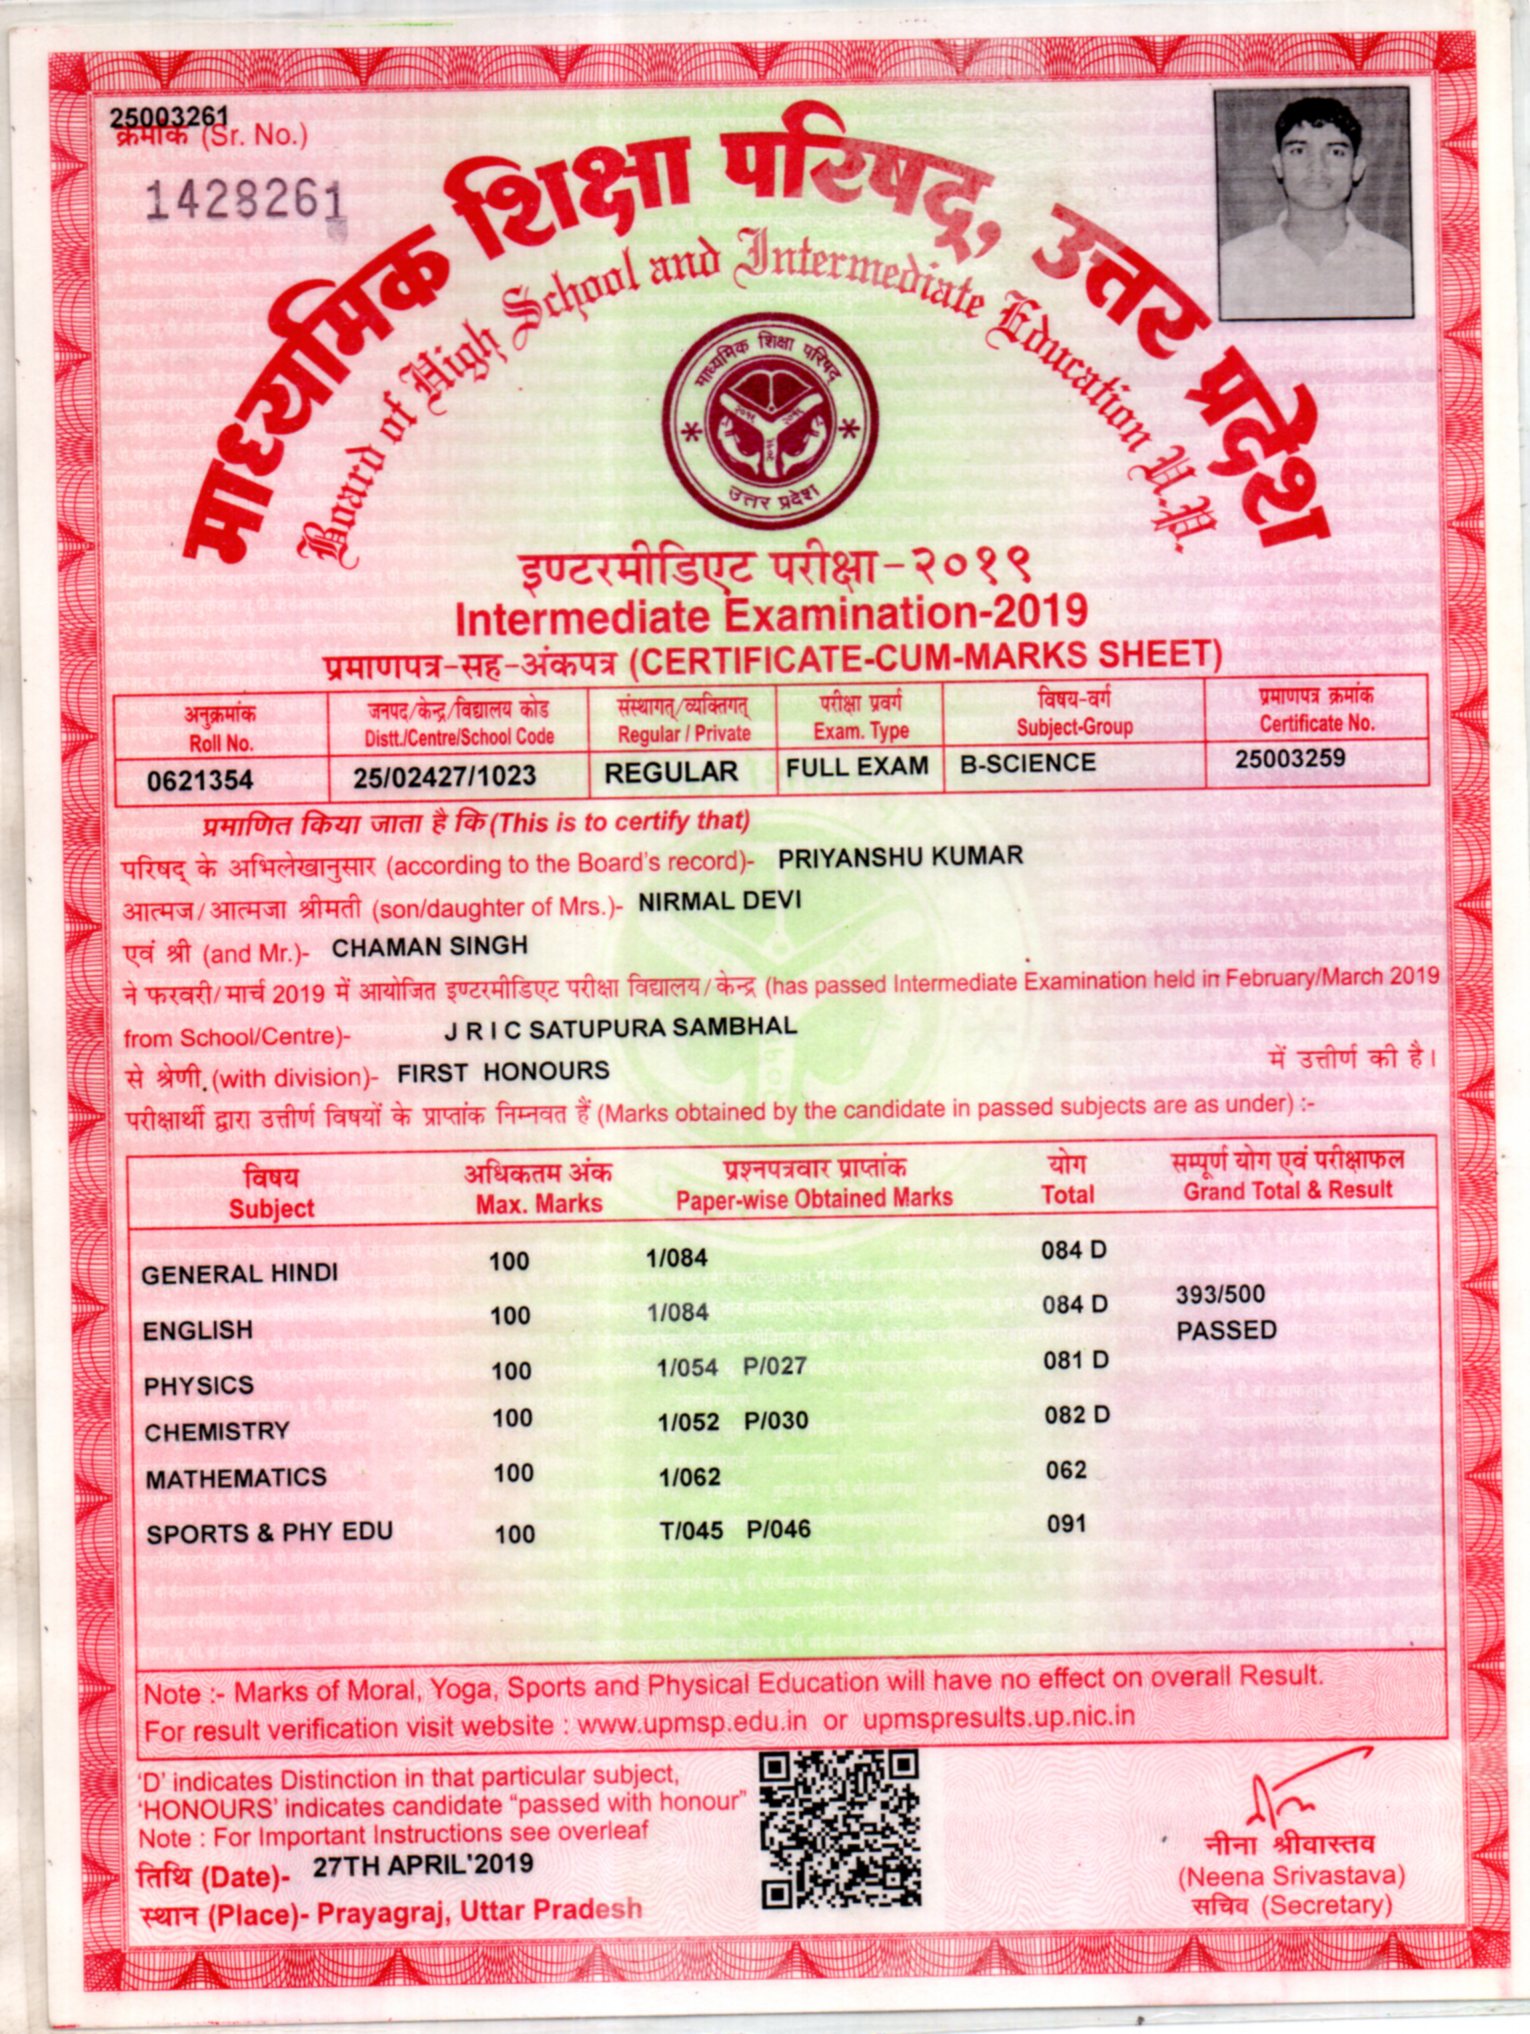 25003261
क्रमांक (Sr. No.)
1428261
माध्यमिक शिक्षा परिषद्, उत्तर प्रदेश
Board of High School and Intermediate Education U.P.
माध्यमिक शिक्षा परिषद्
उत्तर प्रदेश
इण्टरमीडिएट परीक्षा-२०१९
Intermediate Examination-2019
प्रमाणपत्र-सह-अंकपत्र (CERTIFICATE-CUM-MARKS SHEET)
अनुक्रमांक जनपद/केन्द्र/विद्यालय कोड संस्थागत्/व्यक्तिगत् परीक्षा प्रवर्ग विषय-वर्ग प्रमाणपत्र क्रमांक
Roll No. Distt./Centre/School Code Regular / Private Exam. Type Subject-Group Certificate No.
0621354 25/02427/1023 REGULAR FULL EXAM B-SCIENCE 25003259
प्रमाणित किया जाता है कि (This is to certify that)
परिषद् के अभिलेखानुसार (according to the Board's record)- PRIYANSHU KUMAR
आत्मज/आत्मजा श्रीमती (son/daughter of Mrs.)- NIRMAL DEVI
एवं श्री (and Mr.)- CHAMAN SINGH
ने फरवरी/मार्च 2019 में आयोजित इण्टरमीडिएट परीक्षा विद्यालय/केन्द्र (has passed Intermediate Examination held in February/March 2019
from School/Centre)- J R I C SATUPURA SAMBHAL
से श्रेणी (with division)- FIRST HONOURS में उत्तीर्ण की है।
परीक्षार्थी द्वारा उत्तीर्ण विषयों के प्राप्तांक निम्नवत हैं (Marks obtained by the candidate in passed subjects are as under) :-
विषय अधिकतम अंक प्रश्नपत्रवार प्राप्तांक योग सम्पूर्ण योग एवं परीक्षाफल
Subject Max. Marks Paper-wise Obtained Marks Total Grand Total & Result
GENERAL HINDI 100 1/084 084 D
393/500
ENGLISH 100 1/084 084 D
PASSED
PHYSICS 100 1/054 P/027 081 D
CHEMISTRY 100 1/052 P/030 082 D
MATHEMATICS 100 1/062 062
SPORTS & PHY EDU 100 T/045 P/046 091
Note :- Marks of Moral, Yoga, Sports and Physical Education will have no effect on overall Result.
For result verification visit website : www.upmsp.edu.in or upmspresults.up.nic.in
'D' indicates Distinction in that particular subject,
'HONOURS' indicates candidate "passed with honour"
Note : For Important Instructions see overleaf
तिथि (Date)- 27TH APRIL'2019
स्थान (Place)- Prayagraj, Uttar Pradesh
नीना श्रीवास्तव
(Neena Srivastava)
सचिव (Secretary)